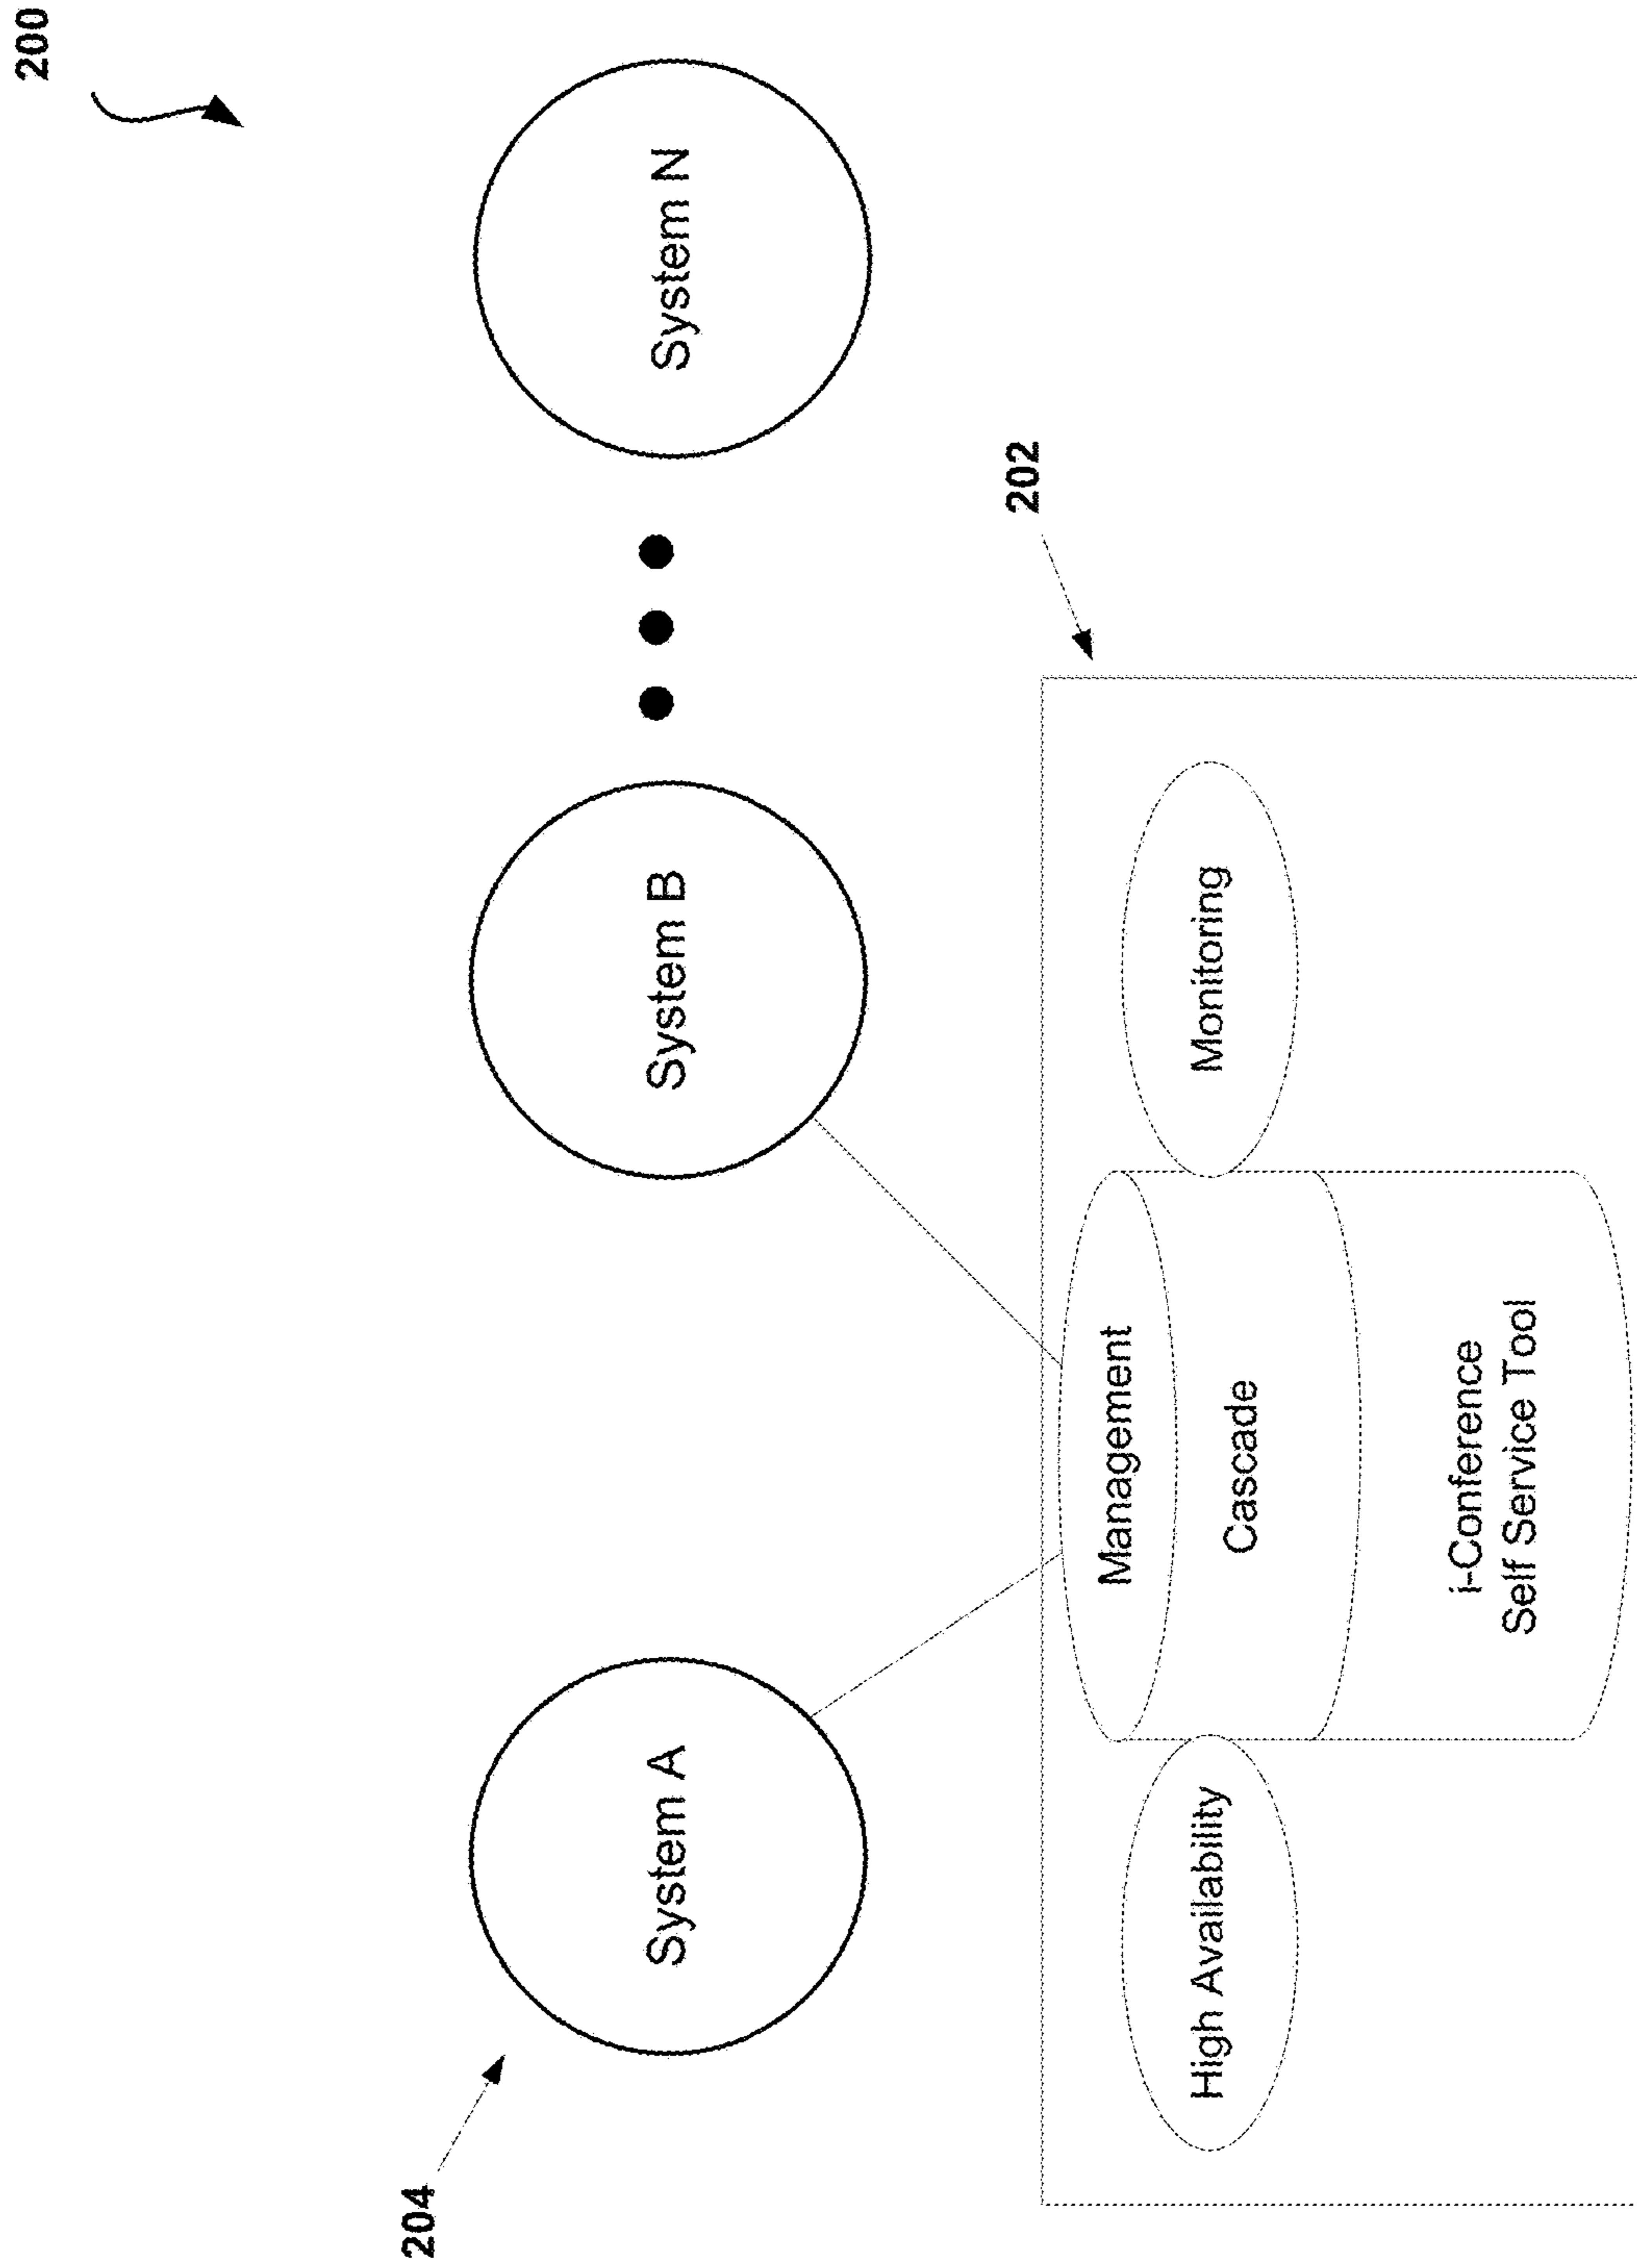 200
204
System A
System B
System N
202
High Availability
Management
Monitoring
Cascade
i-Conference
Self Service Tool